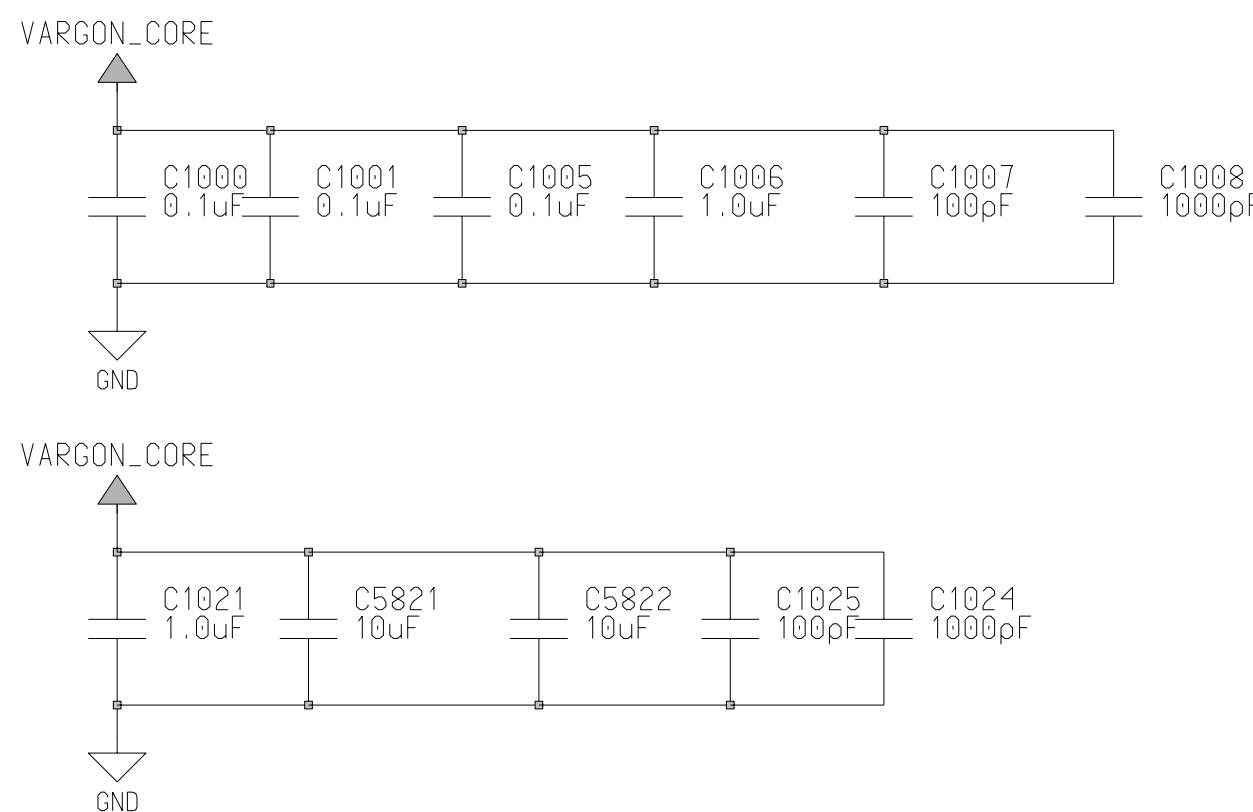 VARGON_CORE
C1000 C1001 C1005 C1006 C1007 C1008
0.1uF 0.1uF 0.1uF 1.0uF 100pF 1000pF
GND
VARGON_CORE
C1021 C5821 C5822 C1025 C1024
1.0uF 10uF 10uF 100pF 1000pF
GND